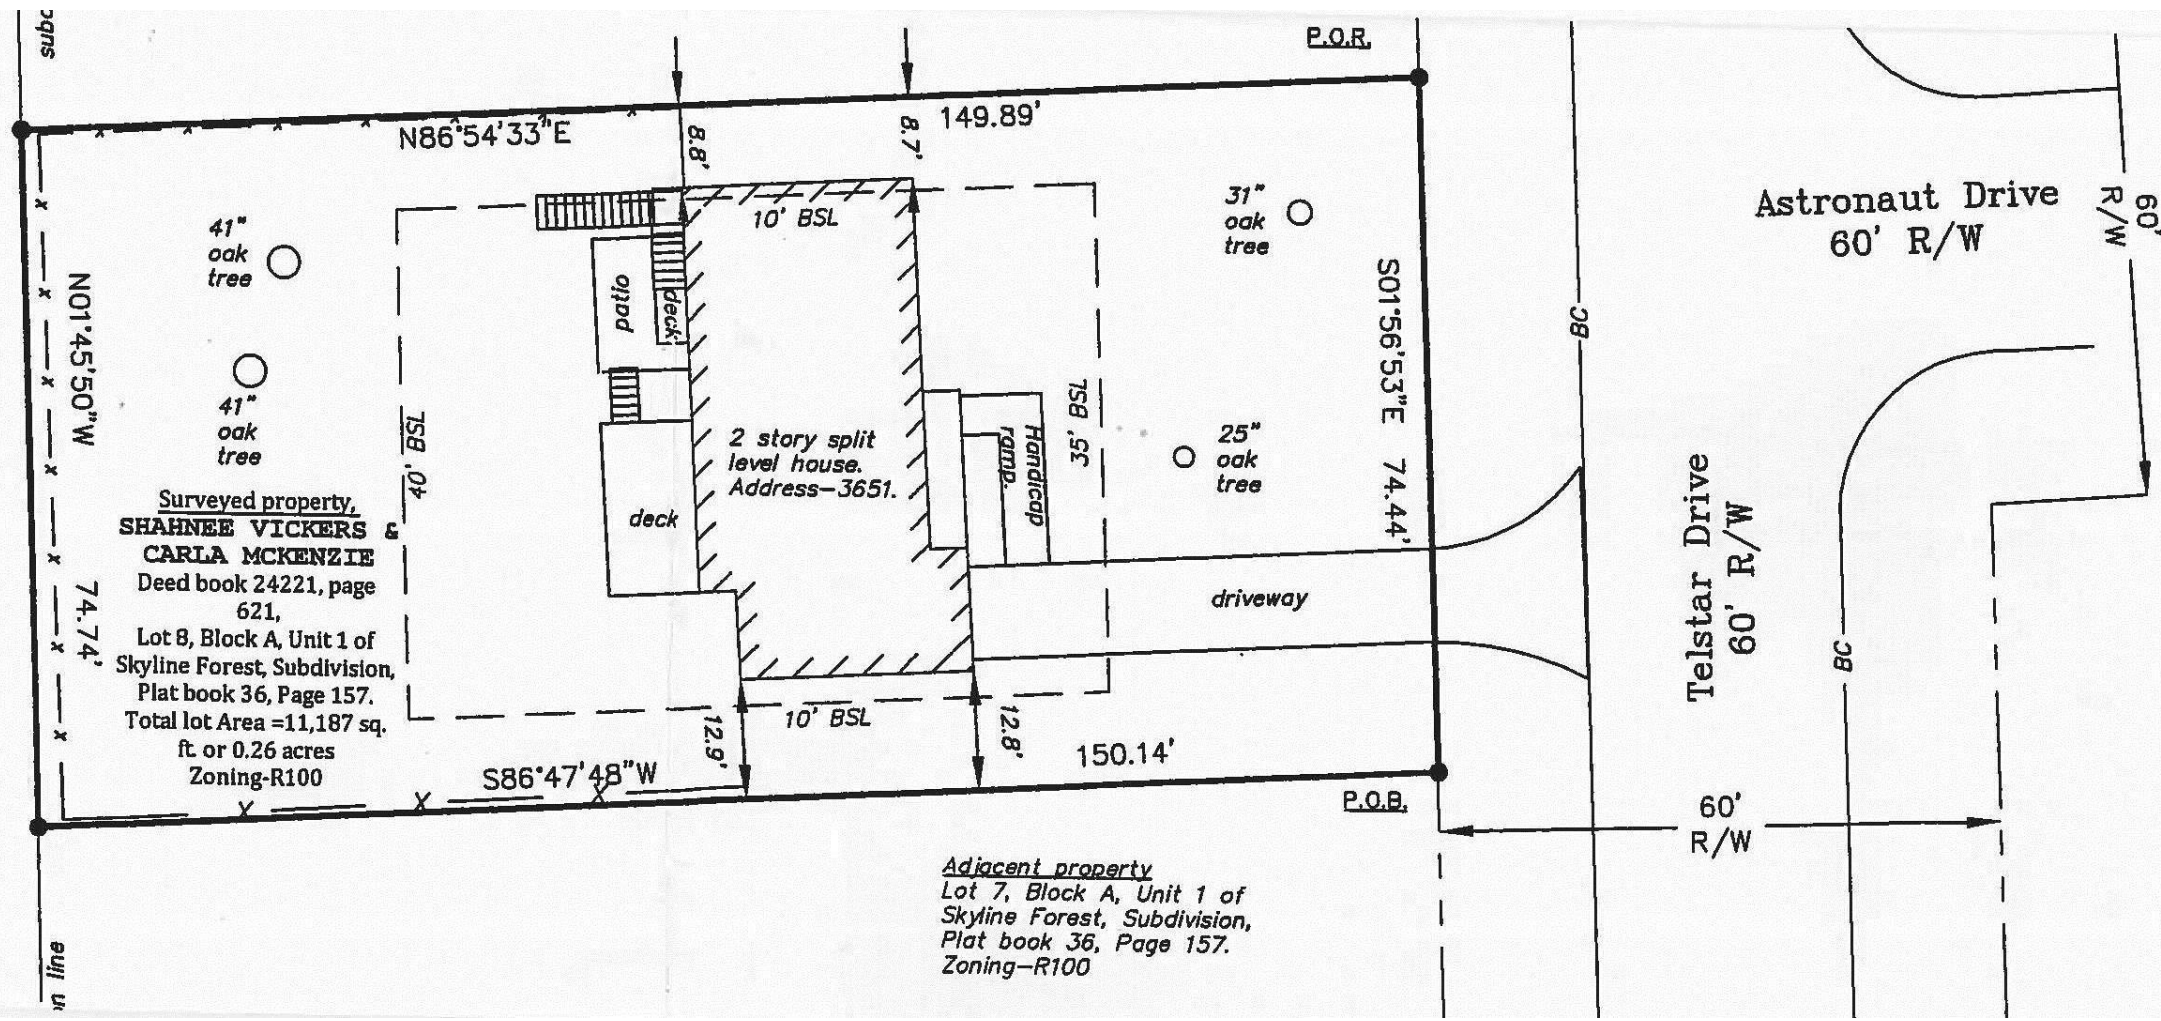 subd
P.O.R.
N86°54'33"E
149.89'
8.8'
8.7'
10' BSL
41"
oak
tree
31"
oak
tree
Astronaut Drive
60' R/W
60'
R/W
patio
deck
N01°45'50"W
74.74'
S01°56'53"E 74.44'
BC
41"
oak
tree
40' BSL
35' BSL
2 story split
level house.
Address-3651.
Handicap
ramp.
25"
oak
tree
deck
Surveyed property,
SHAHNEE VICKERS &
CARLA MCKENZIE
Deed book 24221, page
621,
Lot 8, Block A, Unit 1 of
Skyline Forest, Subdivision,
Plat book 36, Page 157.
Total lot Area =11,187 sq.
ft. or 0.26 acres
Zoning-R100
driveway
Telstar Drive
60' R/W
BC
10' BSL
12.9'
12.8'
S86°47'48"W
150.14'
P.O.B.
60'
R/W
Adjacent property
Lot 7, Block A, Unit 1 of
Skyline Forest, Subdivision,
Plat book 36, Page 157.
Zoning-R100
n line